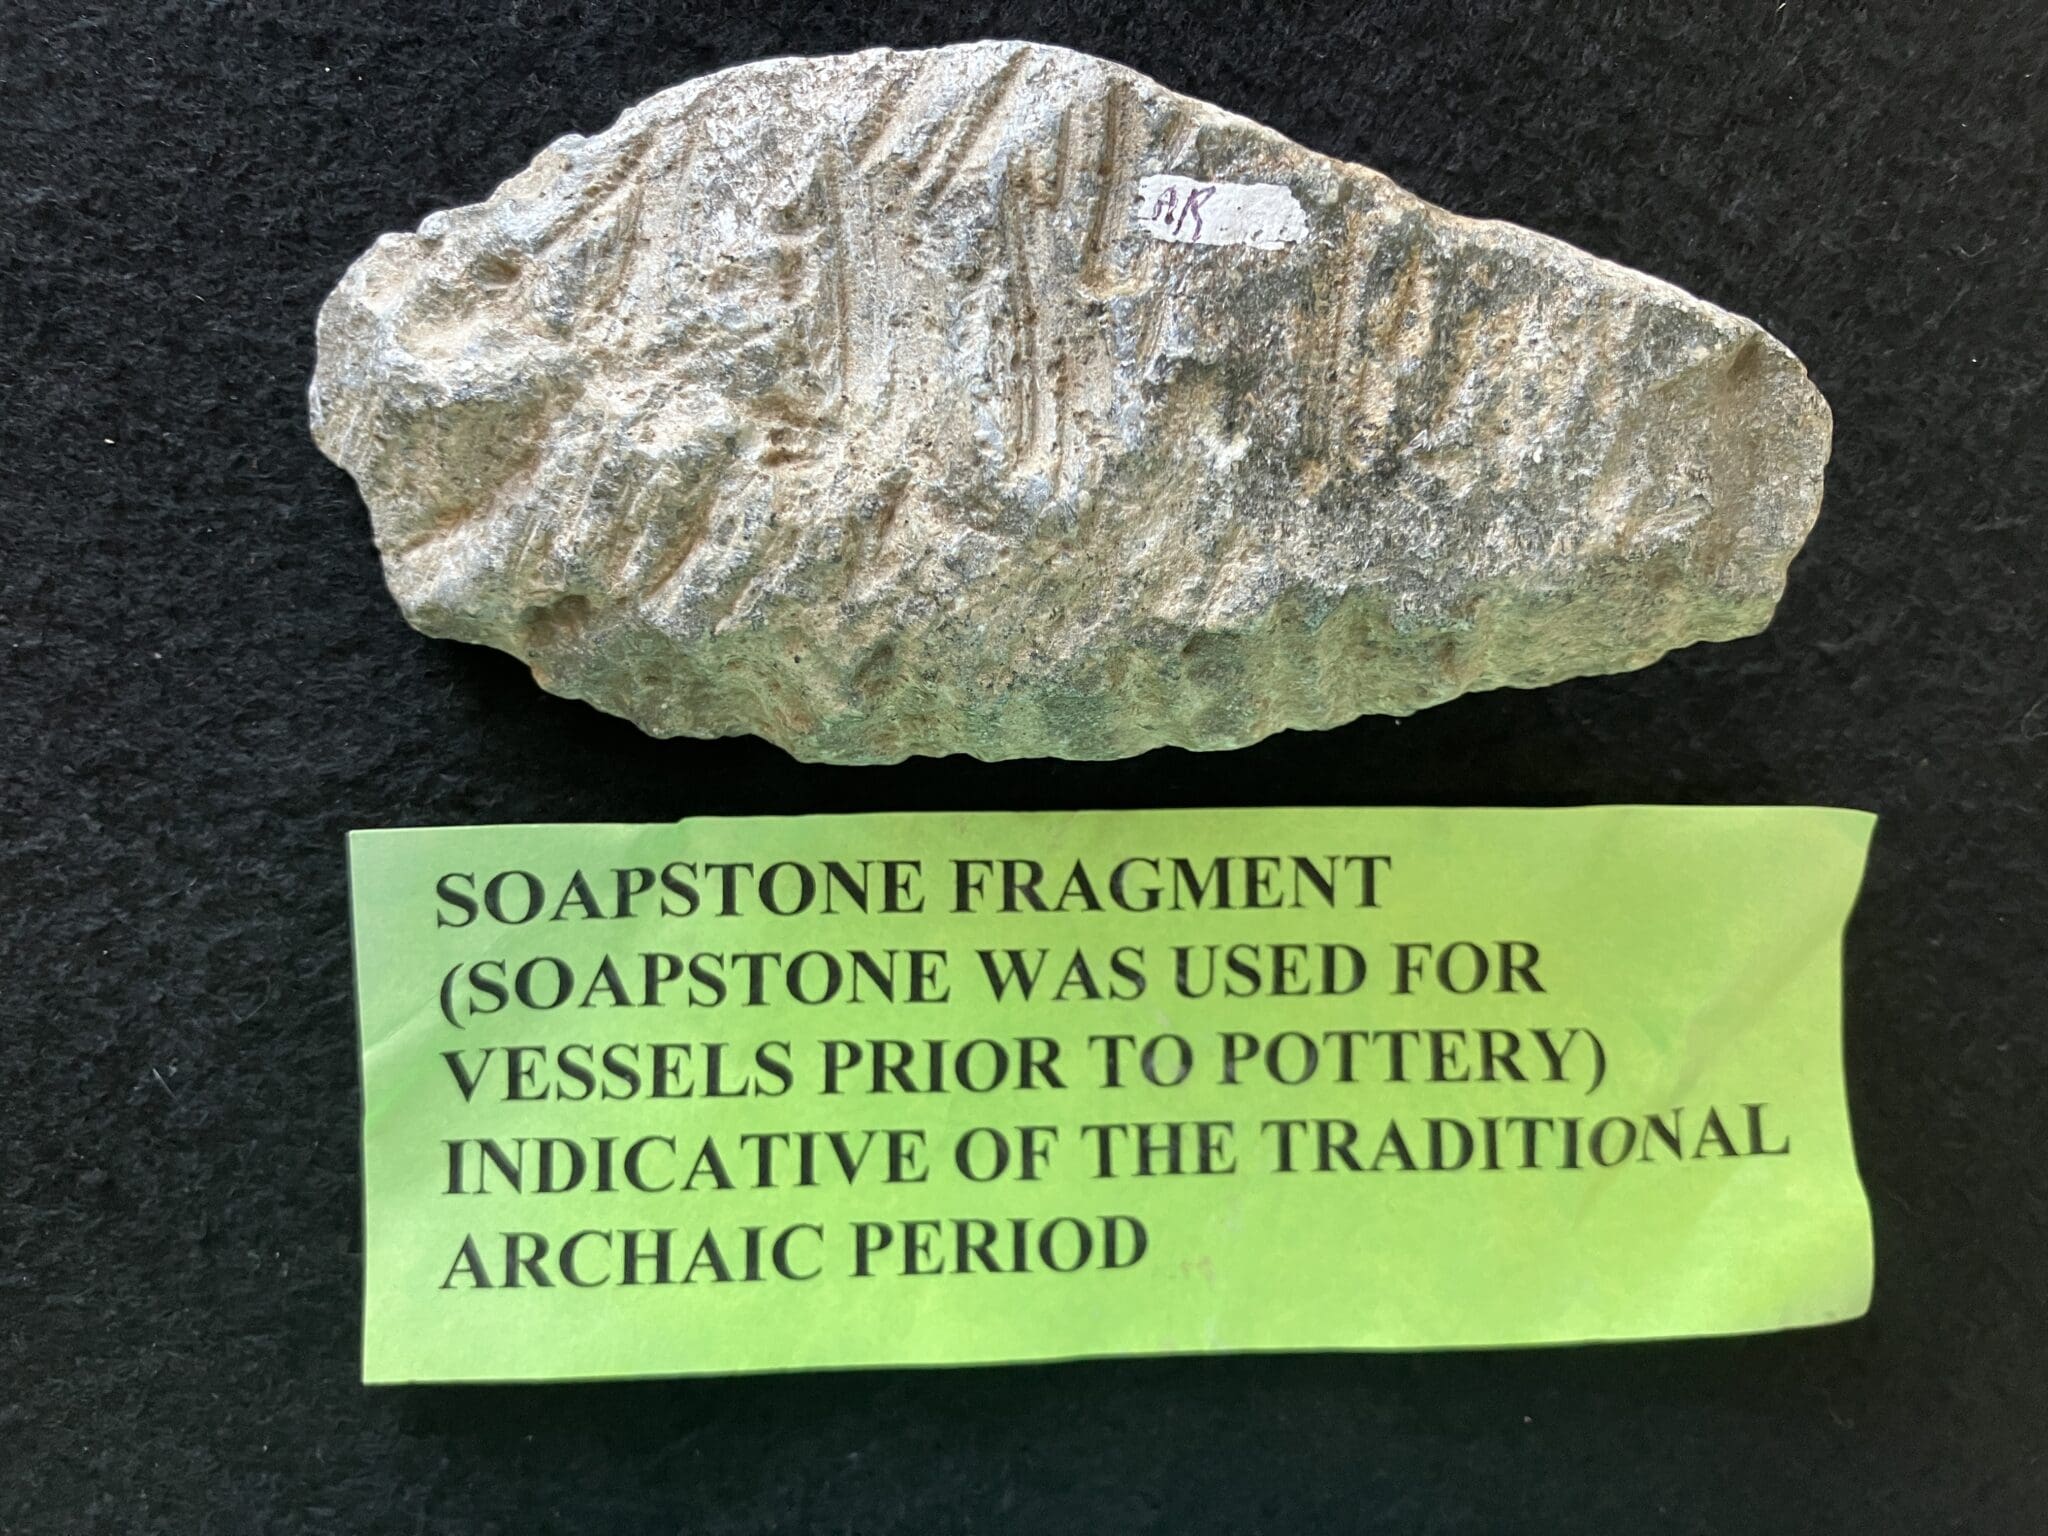 AR
SOAPSTONE FRAGMENT
(SOAPSTONE WAS USED FOR
VESSELS PRIOR TO POTTERY)
INDICATIVE OF THE TRADITIONAL
ARCHAIC PERIOD